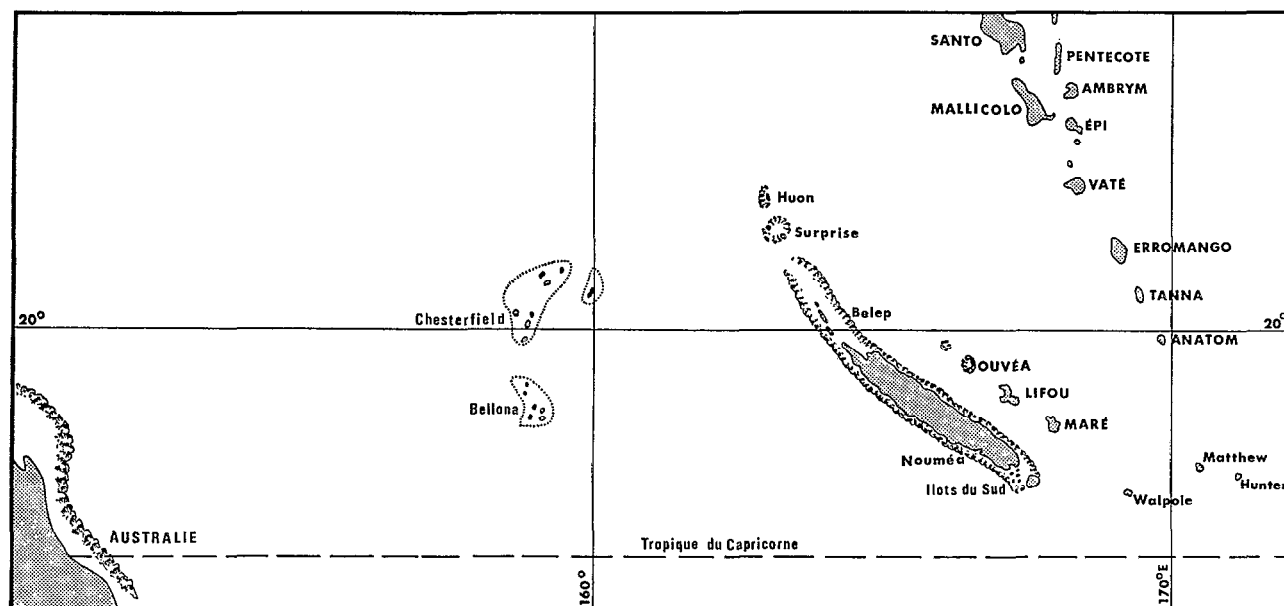 SANTO
PENTECOTE
AMBRYM
MALLICOLO
ÉPI
VATÉ
Huon
Surprise
ERROMANGO
TANNA
Belep
Chesterfield
20°
20°
ANATOM
OUVÉA
LIFOU
Bellona
MARÉ
Nouméa
Matthew
Hunter
Ilots du Sud
Walpole
AUSTRALIE
Tropique du Capricorne
160°
170°E